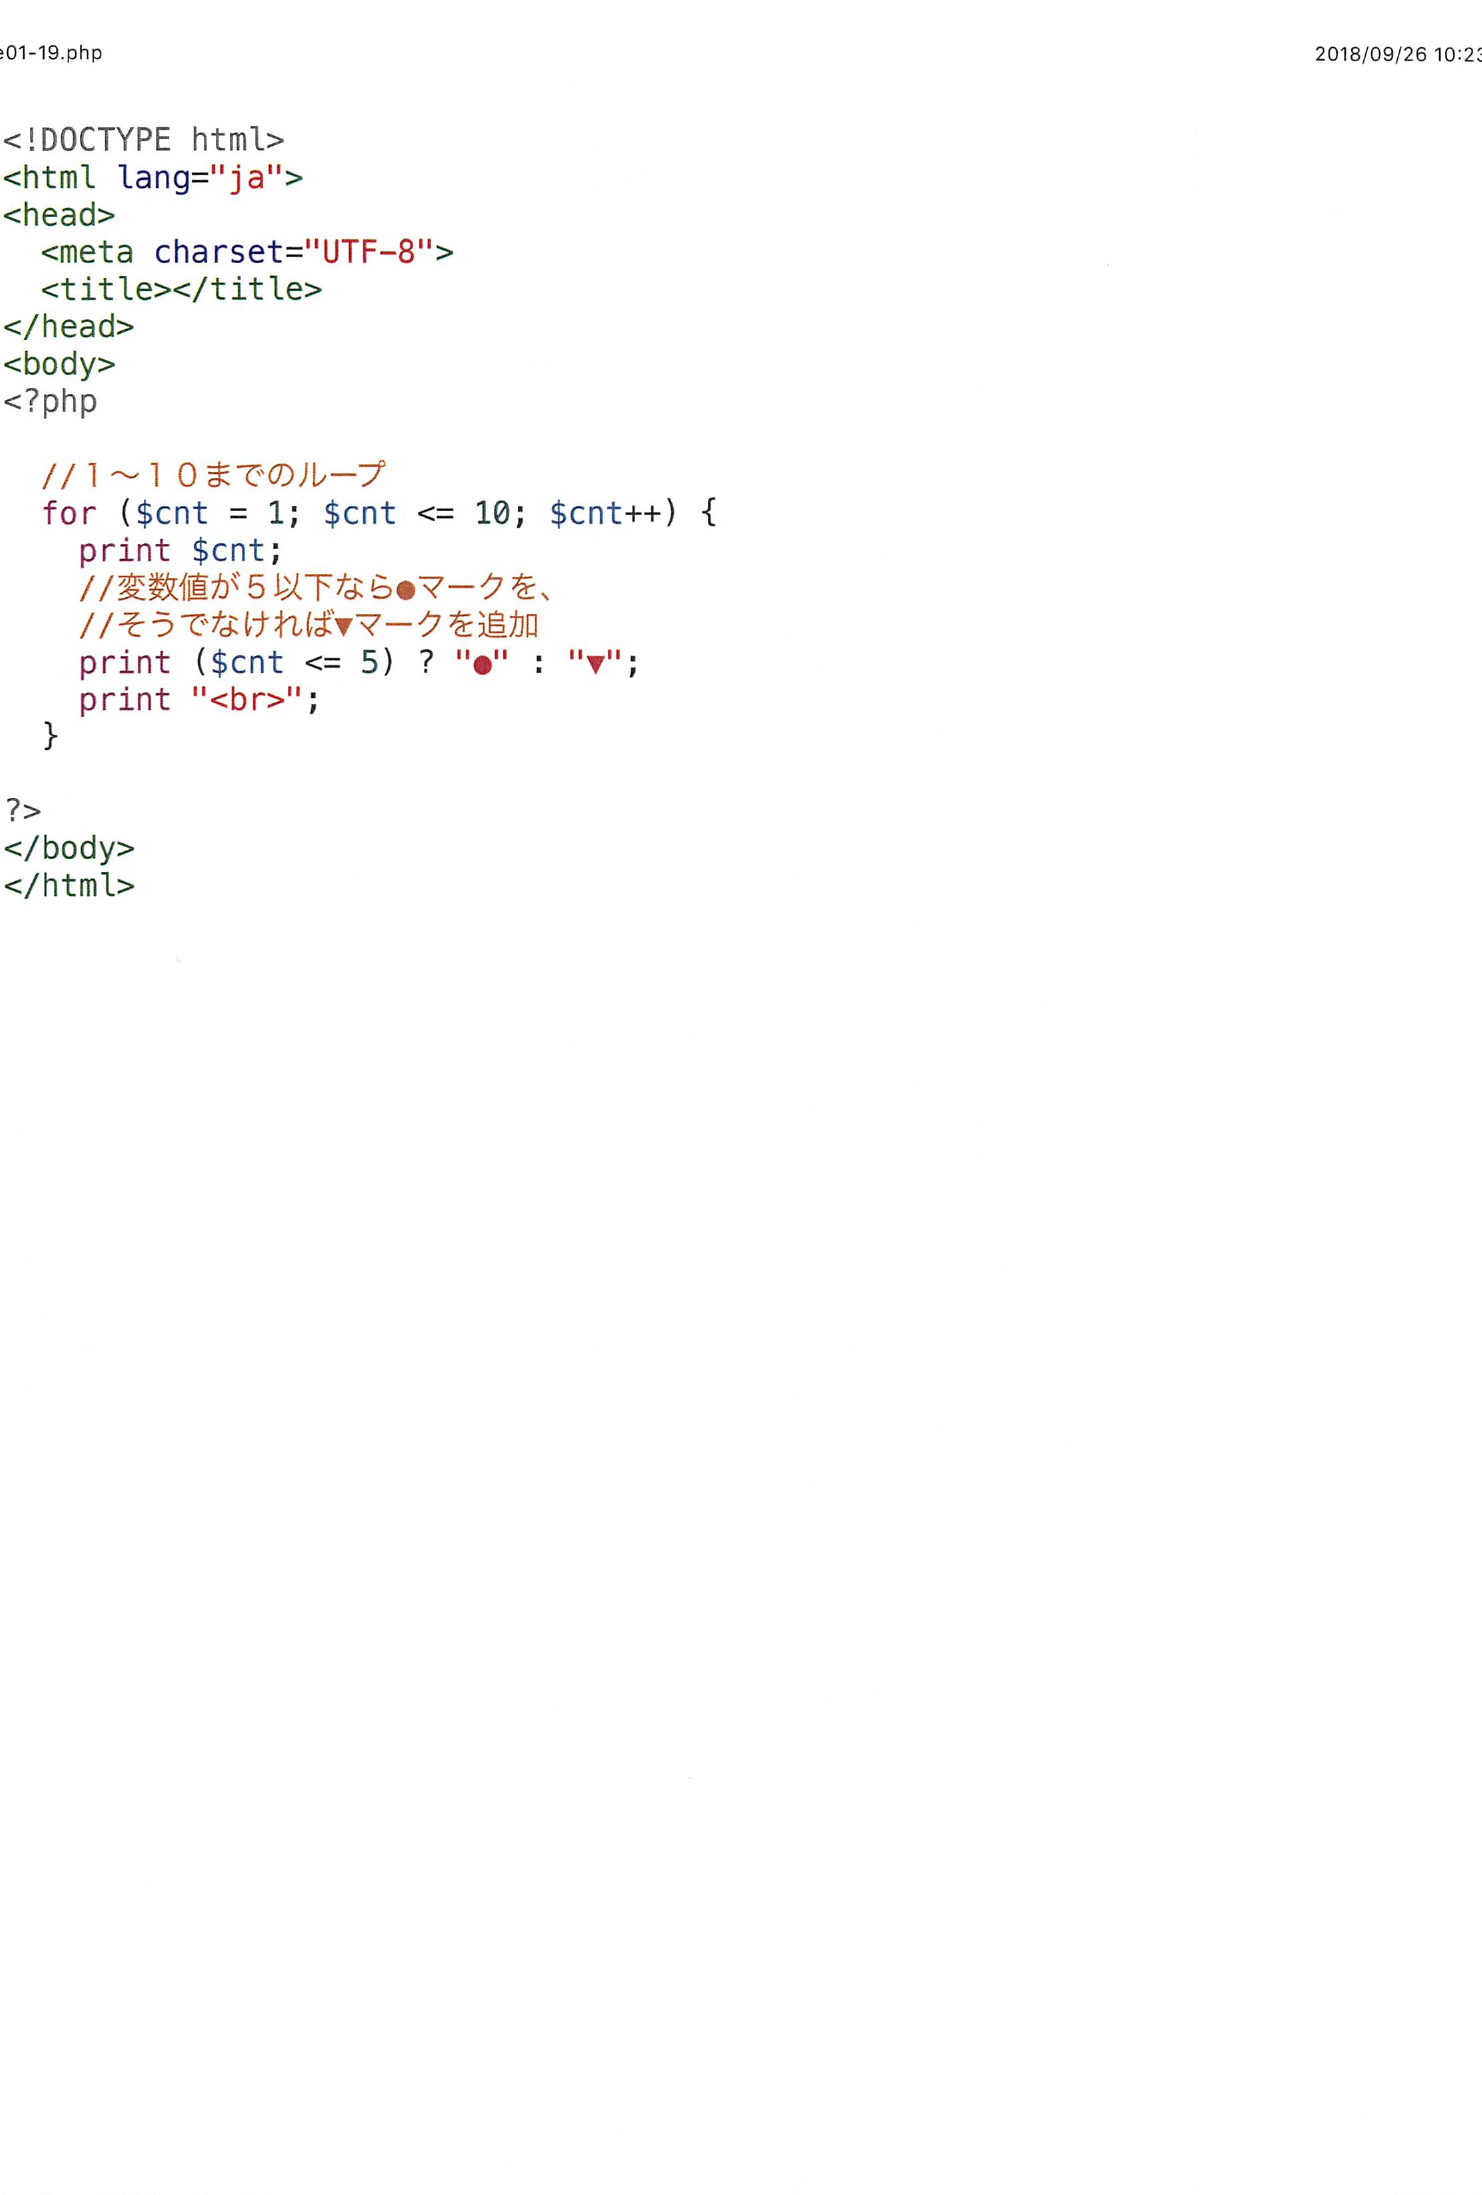 e01-19.php
2018/09/26 10:23
<!DOCTYPE html>
<html lang="ja">
<head>
  <meta charset="UTF-8">
  <title></title>
</head>
<body>
<?php

  //１～１０までのループ
  for ($cnt = 1; $cnt <= 10; $cnt++) {
    print $cnt;
    //変数値が５以下なら●マークを、
    //そうでなければ▼マークを追加
    print ($cnt <= 5) ? "●" : "▼";
    print "<br>";
  }

?>
</body>
</html>